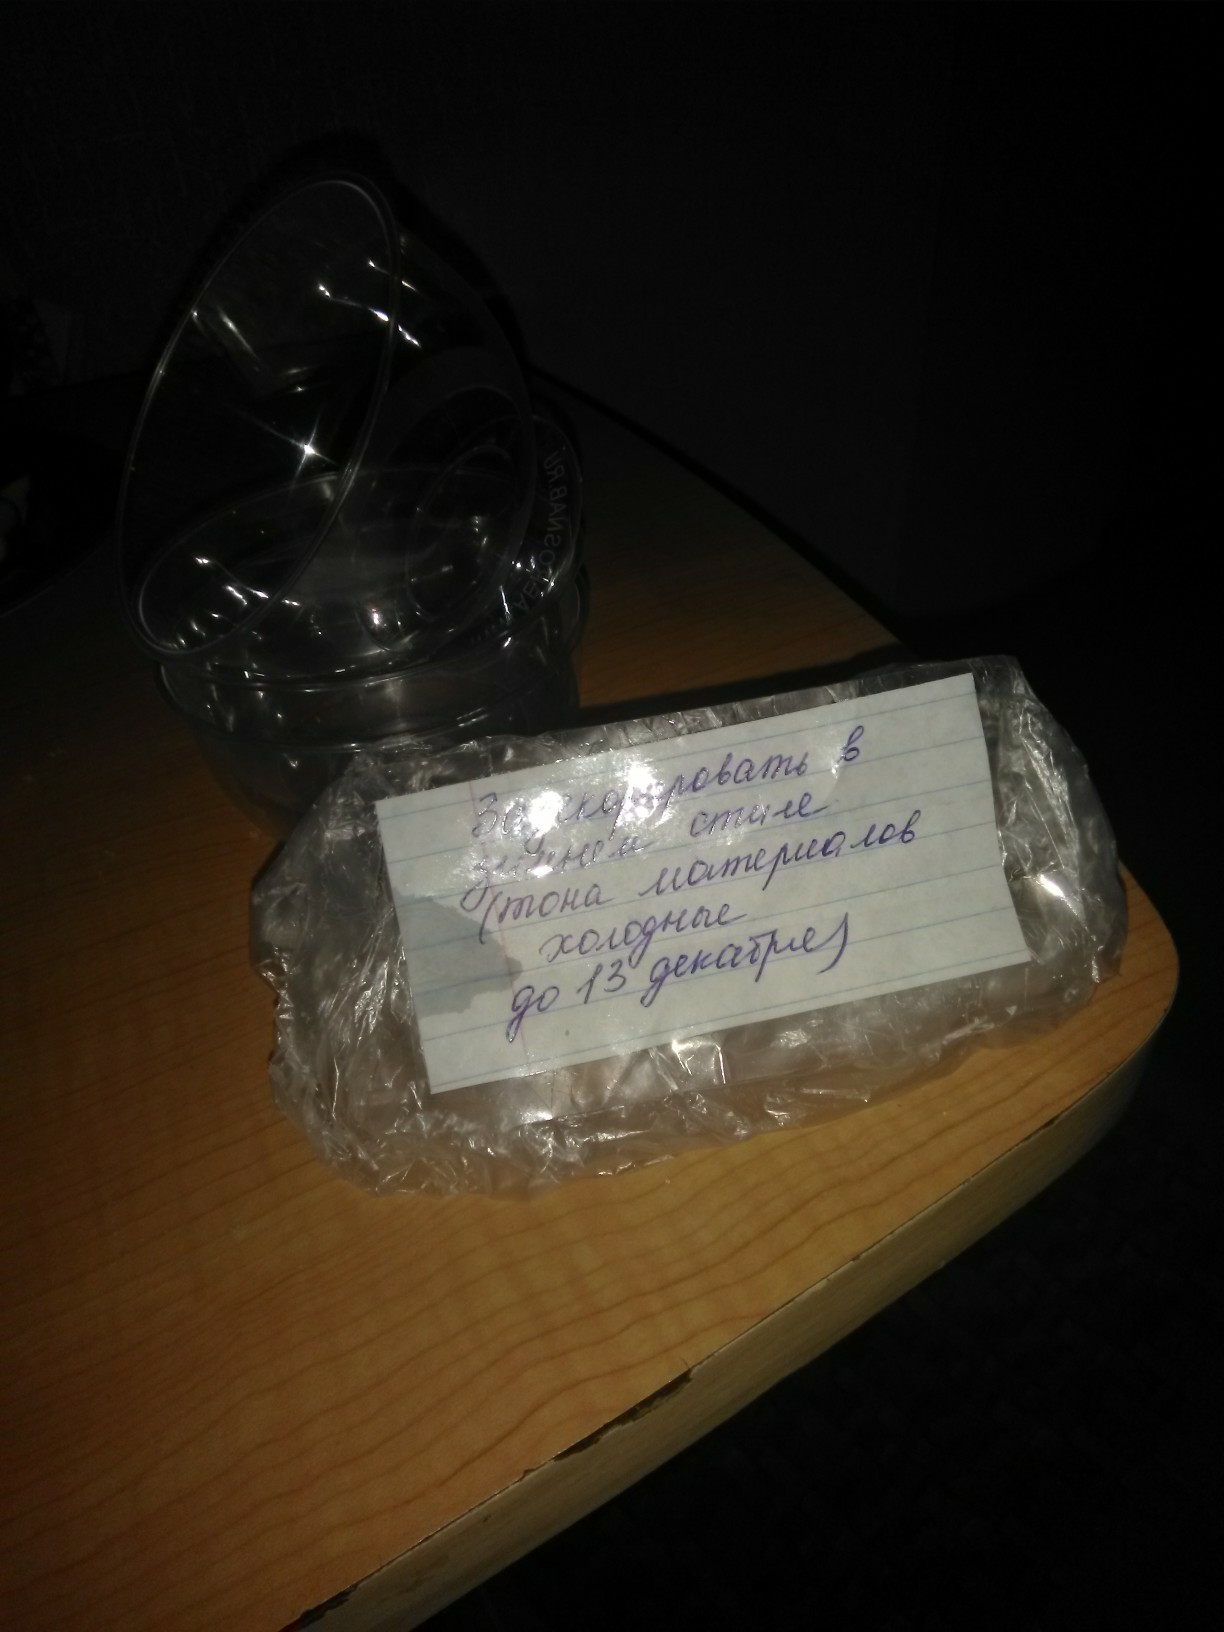 Задекорировать в
зимнем стиле
(тона материалов
холодные
до 13 декабря)